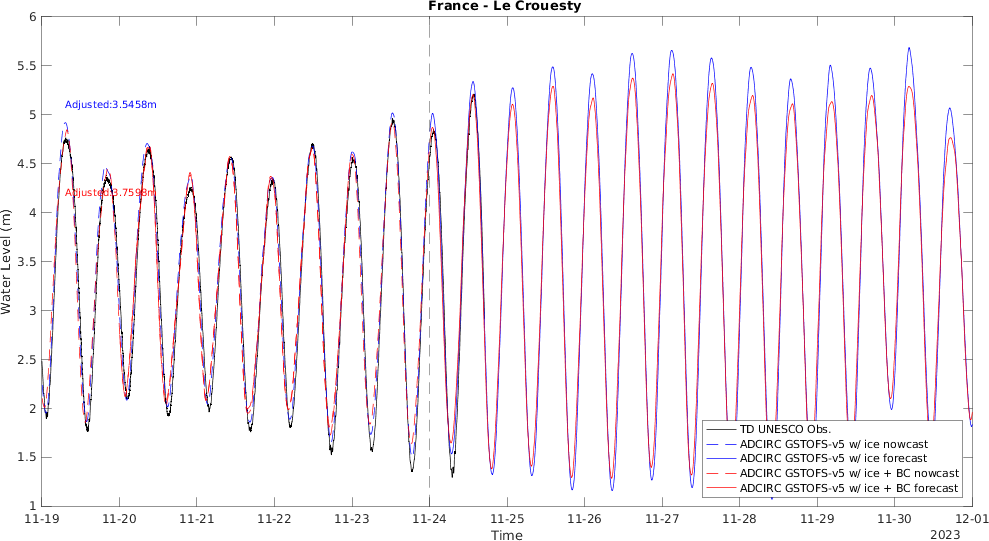 France - Le Crouesty
Water Level (m)
6
5.5
5
4.5
4
3.5
3
2.5
2
1.5
1
Adjusted:3.5458m
Adjusted:3.7598m
TD UNESCO Obs.
ADCIRC GSTOFS-v5 w/ ice nowcast
ADCIRC GSTOFS-v5 w/ ice forecast
ADCIRC GSTOFS-v5 w/ ice + BC nowcast
ADCIRC GSTOFS-v5 w/ ice + BC forecast
11-19 11-20 11-21 11-22 11-23 11-24 11-25 11-26 11-27 11-28 11-29 11-30 12-01
Time
2023